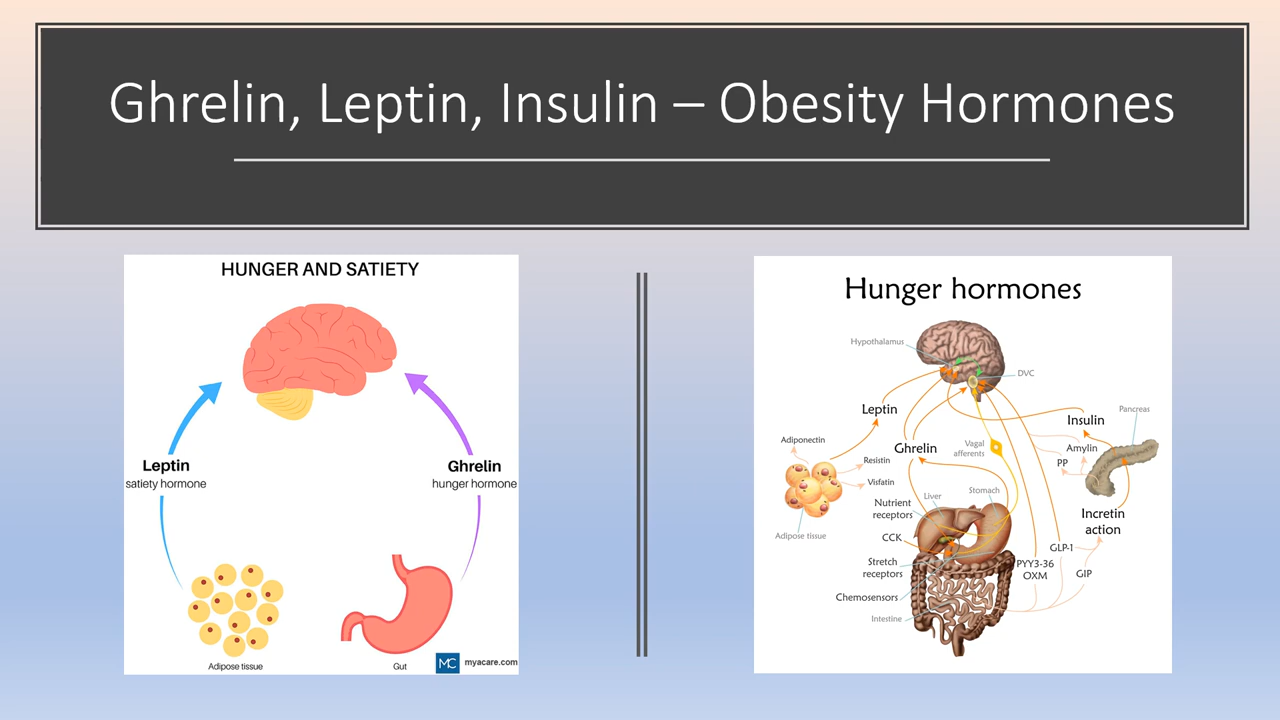 Ghrelin, Leptin, Insulin – Obesity Hormones
HUNGER AND SATIETY
Leptin
satiety hormone
Ghrelin
hunger hormone
Adipose tissue
Gut
MC
myacare.com
Hunger hormones
Hypothalamus
DVC
Leptin
Ghrelin
Vagal
afferents
Insulin
Pancreas
Amylin
PP
Adiponectin
Resistin
Visfatin
Adipose tissue
Nutrient
receptors
Liver
Stomach
CCK
Stretch
receptors
Chemosensors
Intestine
Incretin
action
GLP-1
PYY3-36
OXM
GIP